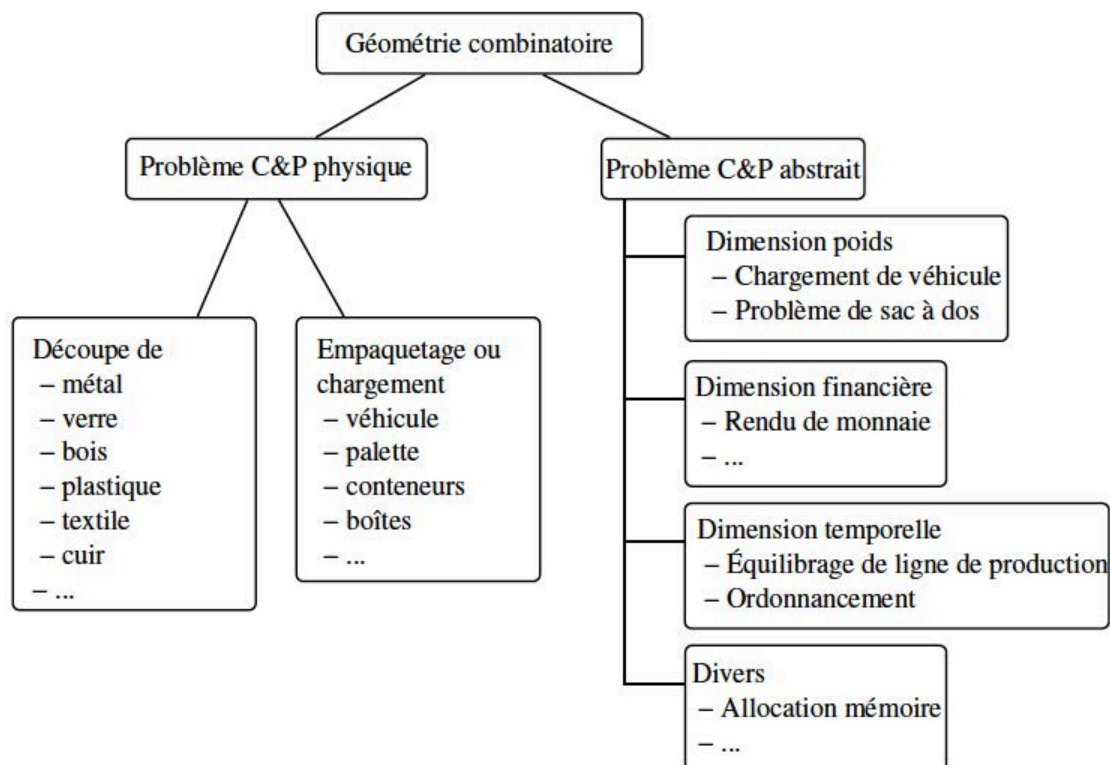 Géométrie combinatoire
Problème C&P physique
Problème C&P abstrait
Découpe de
– métal
– verre
– bois
– plastique
– textile
– cuir
– ...
Empaquetage ou
chargement
– véhicule
– palette
– conteneurs
– boîtes
– ...
Dimension poids
– Chargement de véhicule
– Problème de sac à dos
Dimension financière
– Rendu de monnaie
– ...
Dimension temporelle
– Équilibrage de ligne de production
– Ordonnancement
Divers
– Allocation mémoire
– ...